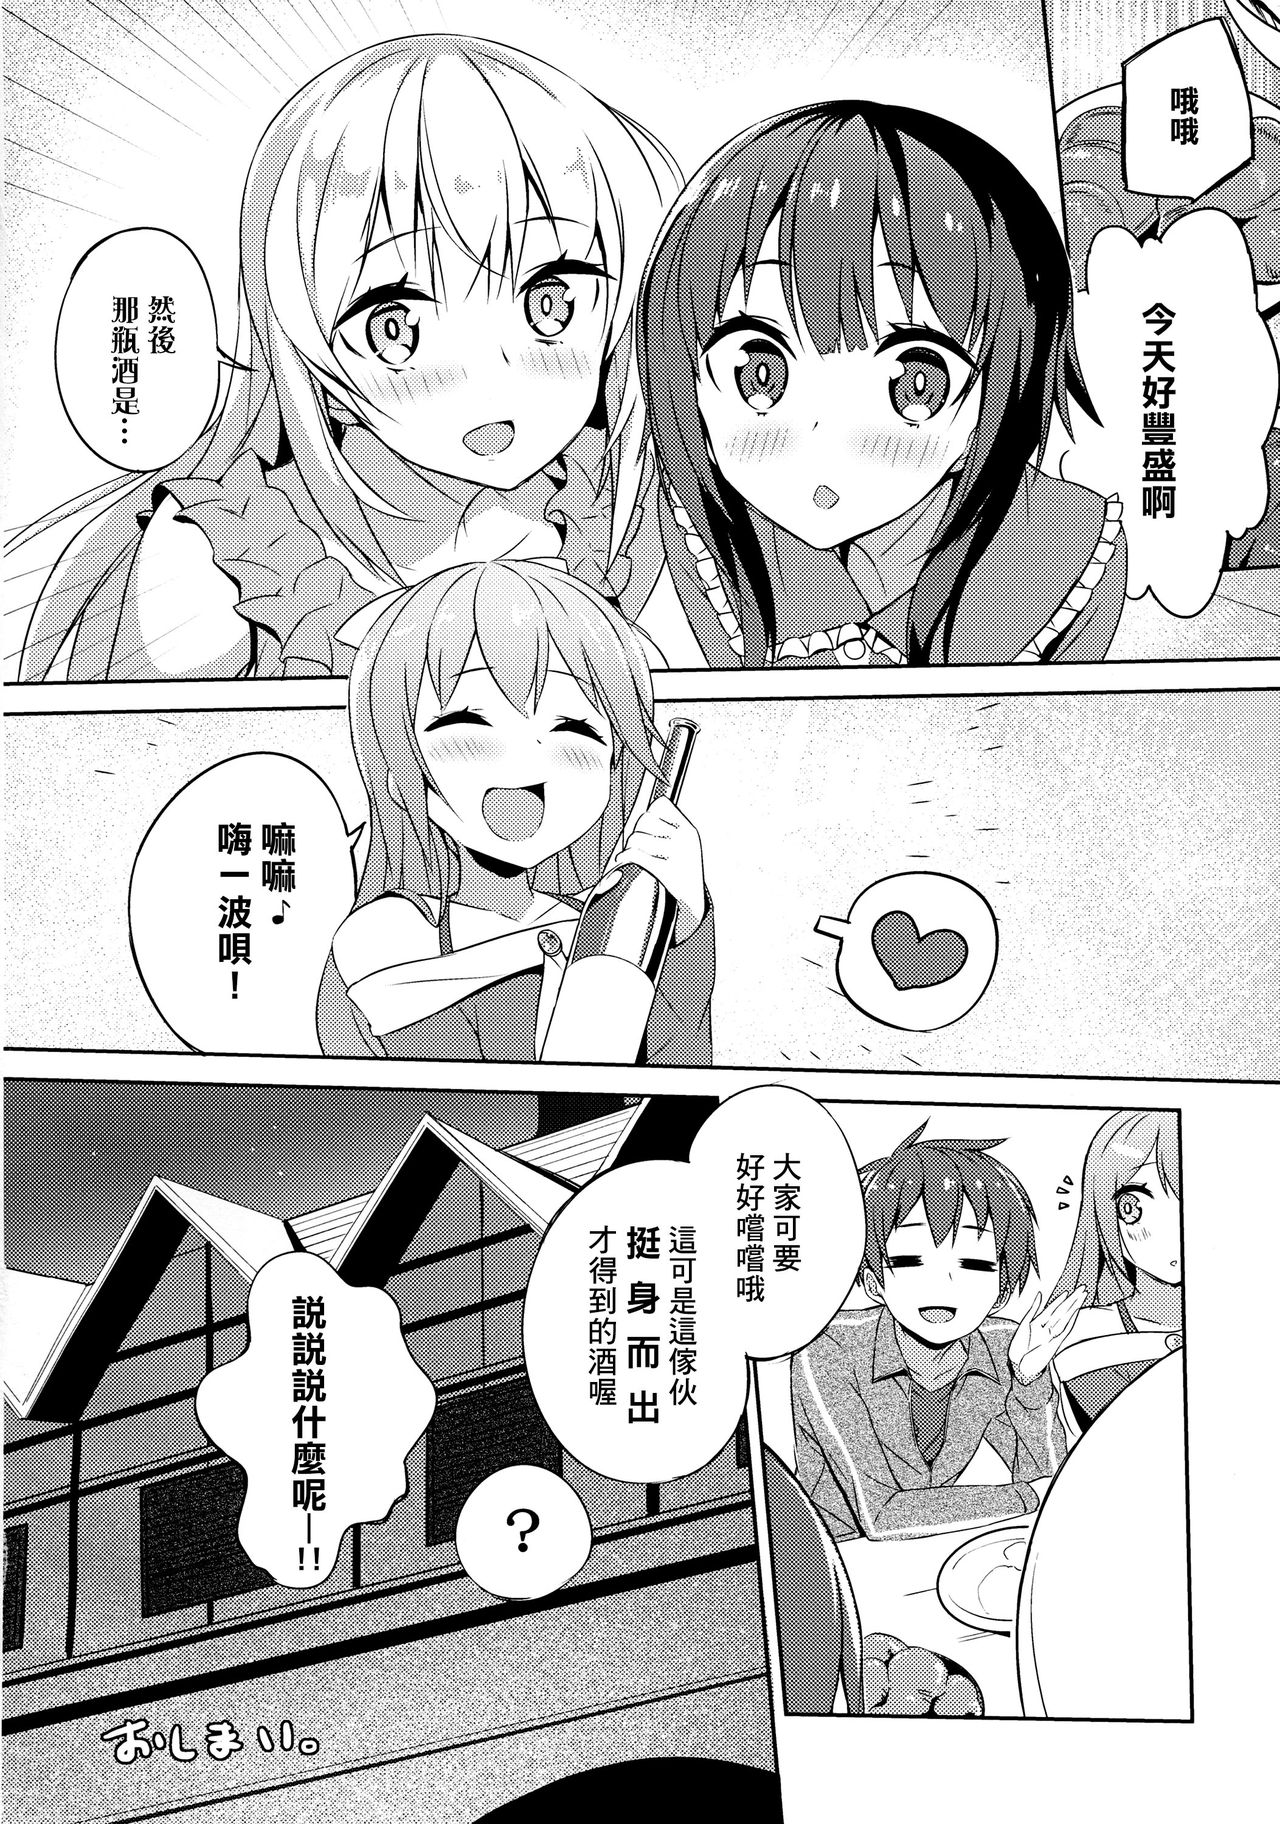 哦哦
今天好豐盛啊
然後
那瓶酒是…
嘛嘛♪
嗨一波唄！
大家可要
好好嚐嚐哦
這可是這傢伙
挺身而出
才得到的酒喔
？
説説説什麼呢—!!
おしまい。